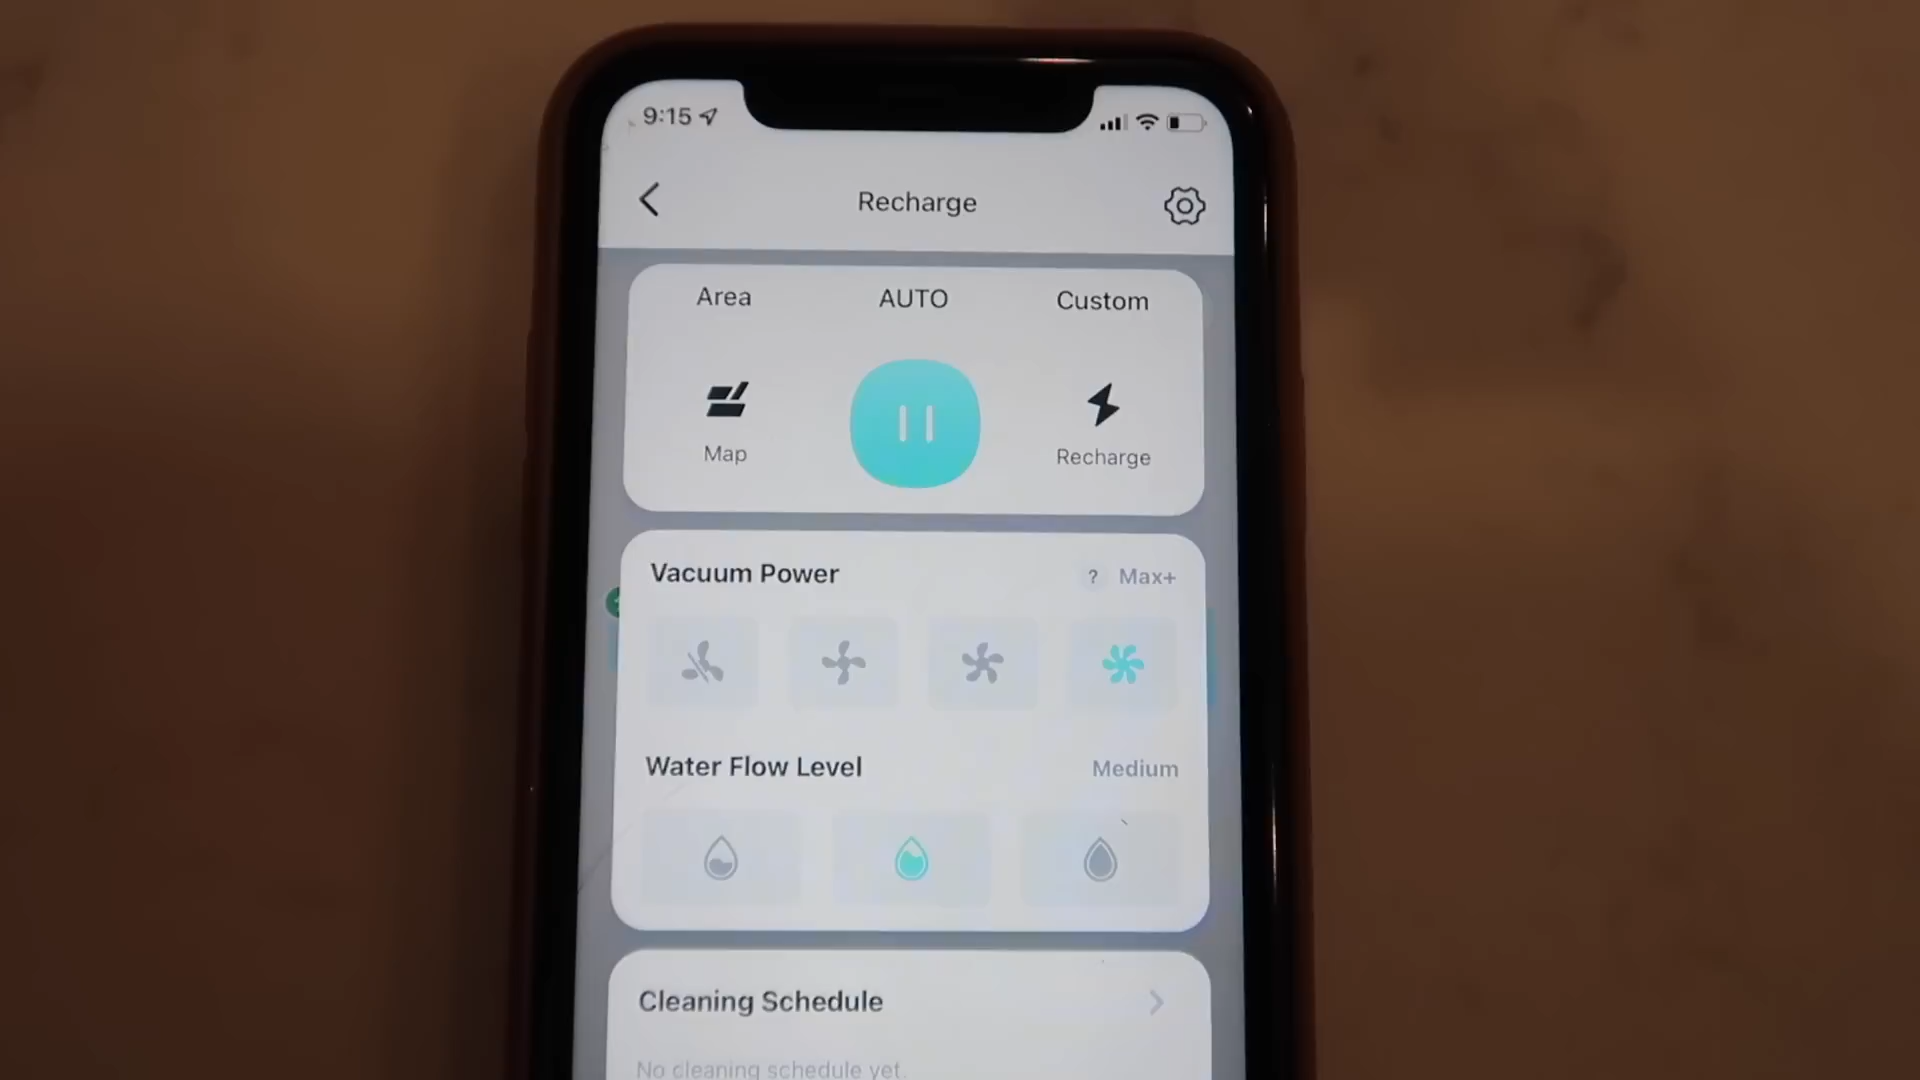 9:15
Recharge
Area AUTO Custom
Map Recharge
Vacuum Power ? Max+
Water Flow Level Medium
Cleaning Schedule
No cleaning schedule yet.